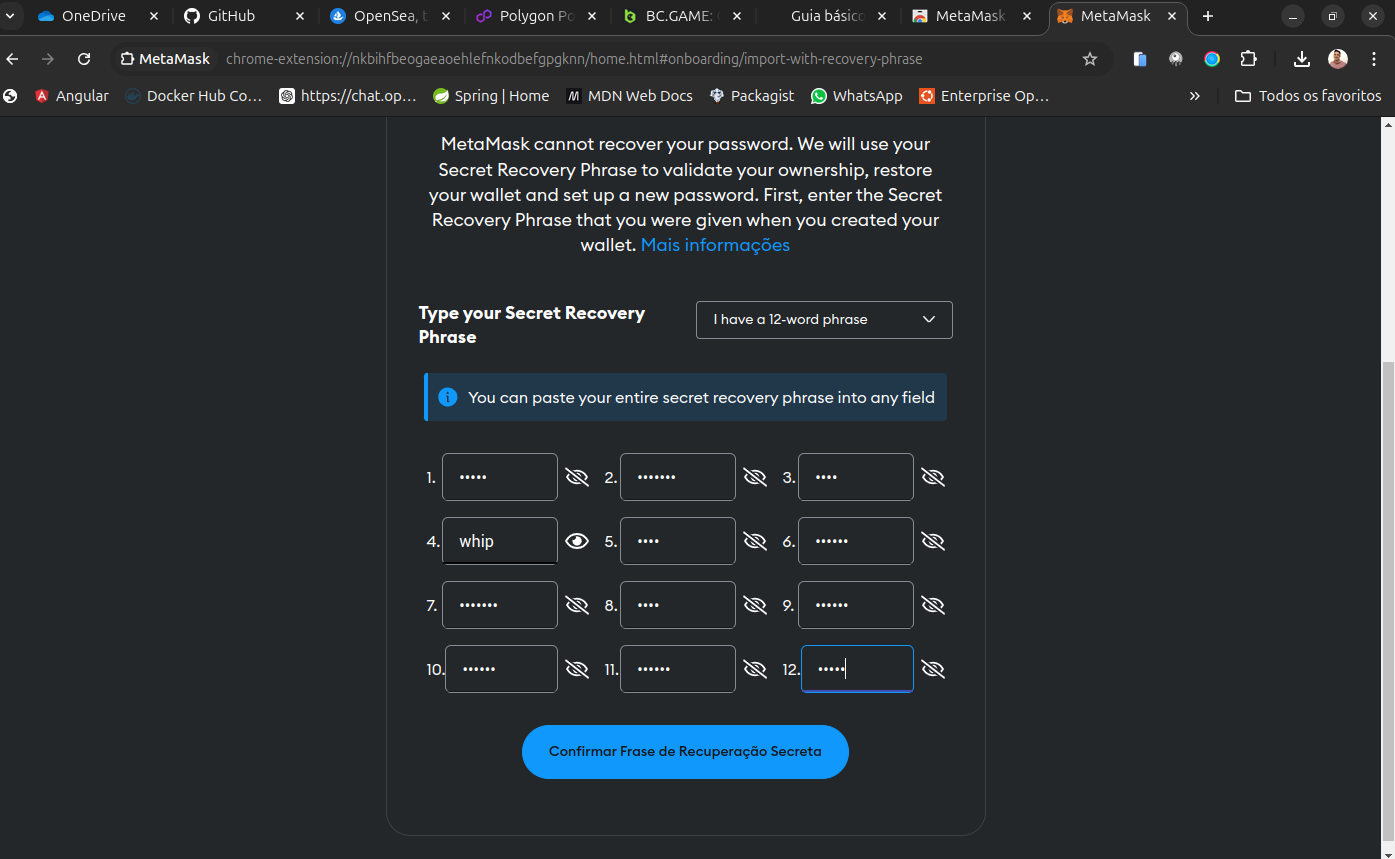 OneDrive GitHub OpenSea, t Polygon Po BC.GAME: Guia básico MetaMask MetaMask
MetaMask chrome-extension://nkbihfbeogaeaoehlefnkodbefgpgknn/home.html#onboarding/import-with-recovery-phrase
Angular Docker Hub Co... https://chat.op... Spring | Home MDN Web Docs Packagist WhatsApp Enterprise Op... » Todos os favoritos
MetaMask cannot recover your password. We will use your
Secret Recovery Phrase to validate your ownership, restore
your wallet and set up a new password. First, enter the Secret
Recovery Phrase that you were given when you created your
wallet. Mais informações
Type your Secret Recovery
Phrase
I have a 12-word phrase
You can paste your entire secret recovery phrase into any field
1. ••••• 2. ••••••• 3. ••••
4. whip 5. •••• 6. ••••••
7. ••••••• 8. •••• 9. ••••••
10. •••••• 11. •••••• 12. •••••
Confirmar Frase de Recuperação Secreta